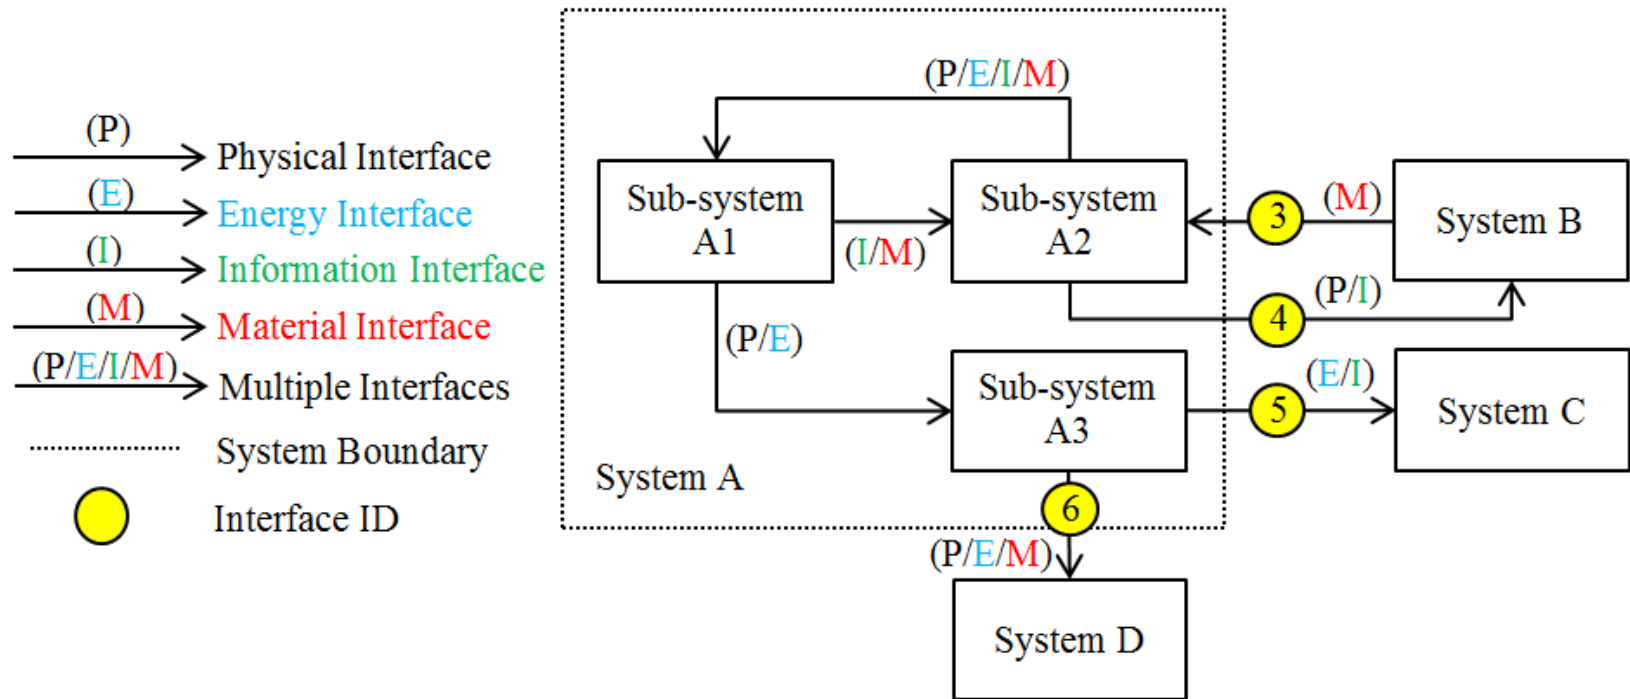 (P)
Physical Interface
(E)
Energy Interface
(I)
Information Interface
(M)
Material Interface
(P/E/I/M)
Multiple Interfaces
System Boundary
Interface ID
(P/E/I/M)
Sub-system
A1
(I/M)
Sub-system
A2
3
(M)
System B
4
(P/I)
(P/E)
Sub-system
A3
5
(E/I)
System C
System A
6
(P/E/M)
System D